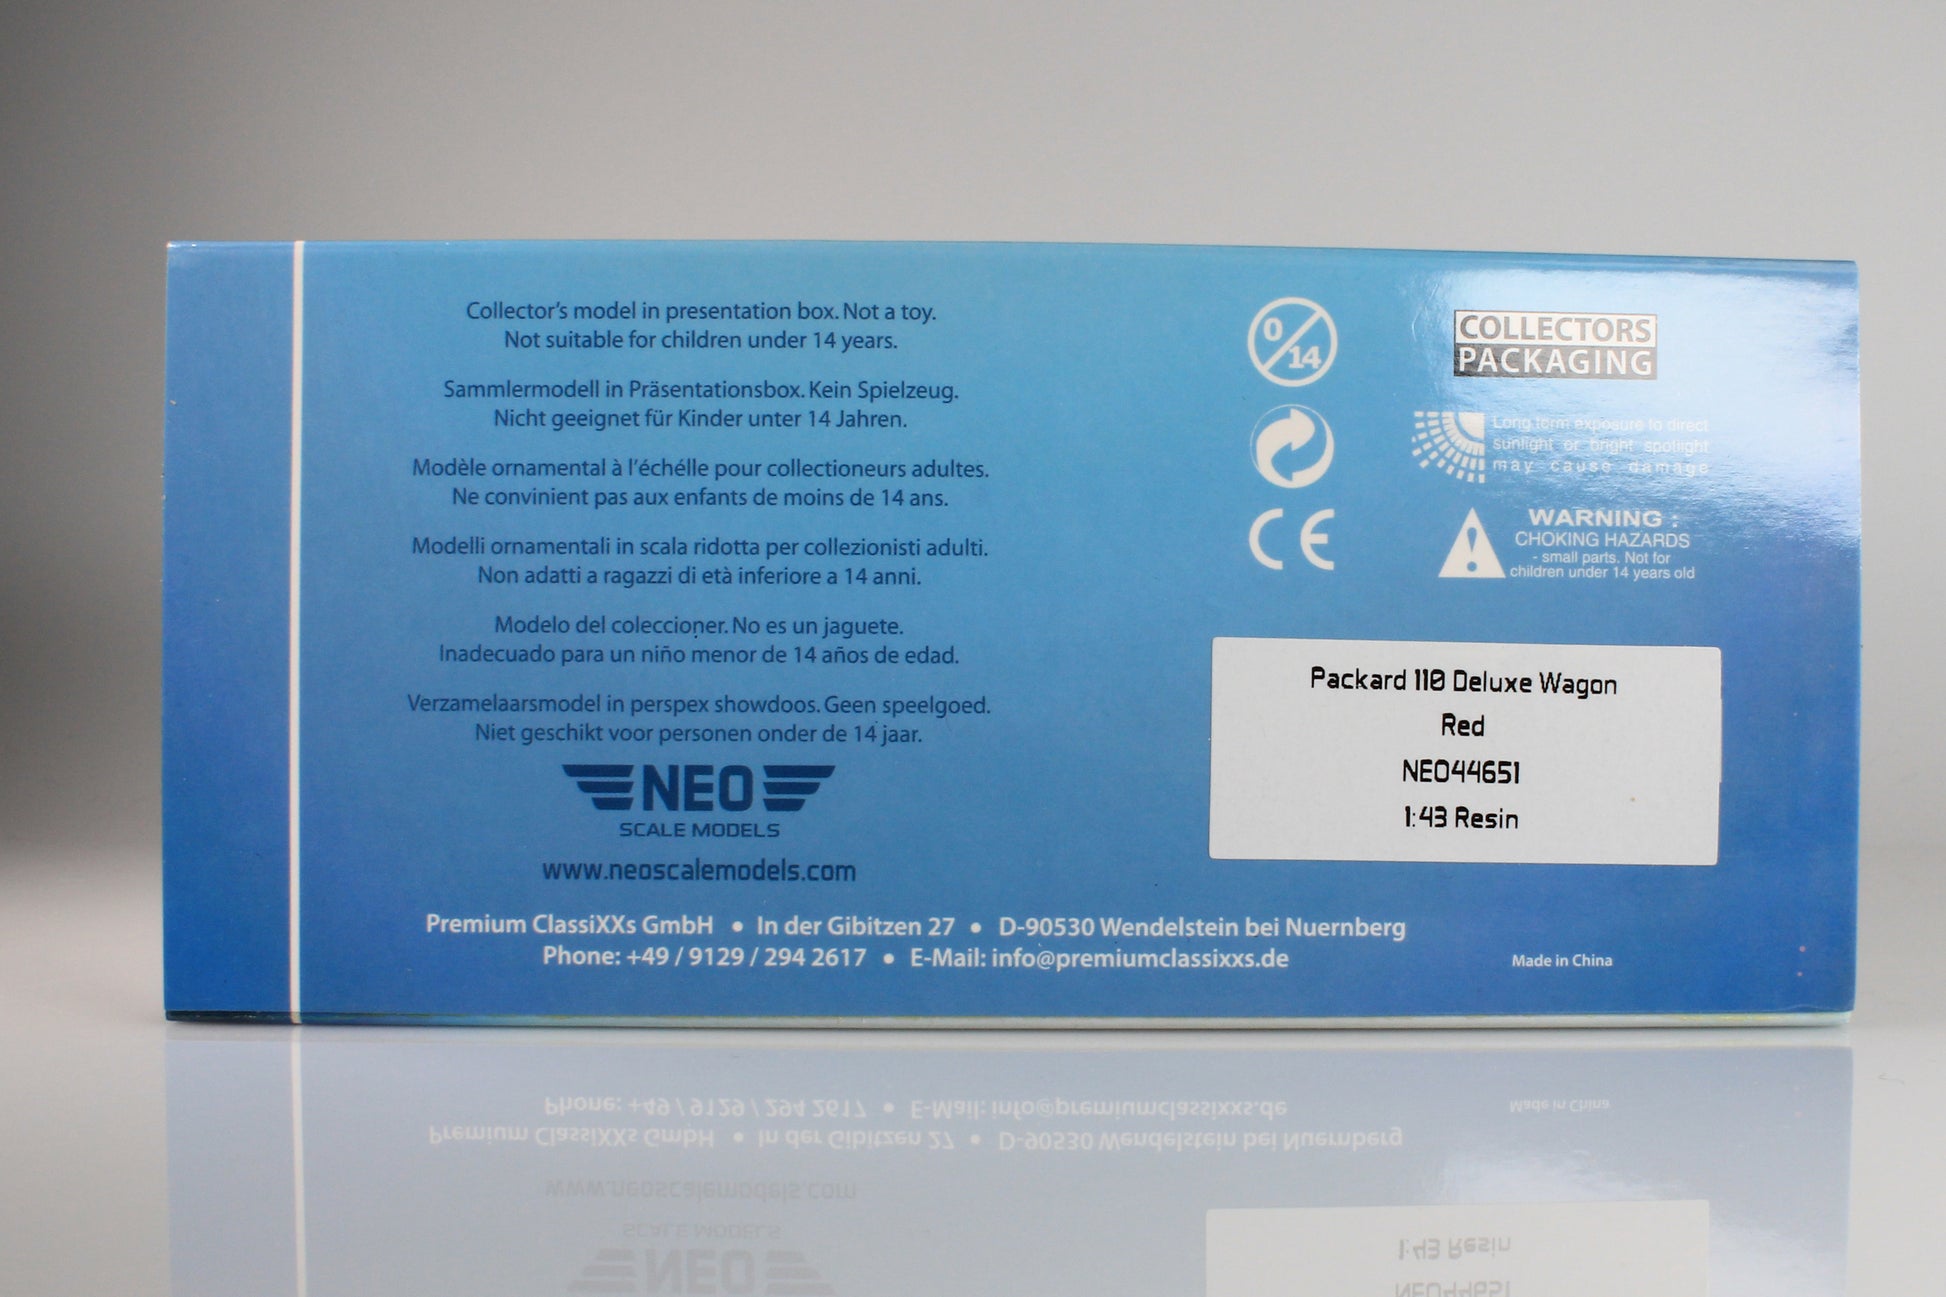 Collector's model in presentation box. Not a toy.
Not suitable for children under 14 years.
Sammlermodell in Präsentationsbox. Kein Spielzeug.
Nicht geeignet für Kinder unter 14 Jahren.
Modèle ornamental à l'échélle pour collectioneurs adultes.
Ne convinient pas aux enfants de moins de 14 ans.
Modelli ornamentali in scala ridotta per collezionisti adulti.
Non adatti a ragazzi di età inferiore a 14 anni.
Modelo del coleccioner. No es un jaguete.
Inadecuado para un niño menor de 14 años de edad.
Verzamelaarsmodel in perspex showdoos. Geen speelgoed.
Niet geschikt voor personen onder de 14 jaar.
NEO
SCALE MODELS
www.neoscalemodels.com
0/14
CE
COLLECTORS
PACKAGING
Long term exposure to direct
sunlight or bright spotlight
may cause damage
WARNING :
CHOKING HAZARDS
- small parts. Not for
children under 14 years old
Packard 110 Deluxe Wagon
Red
NEO44651
1:43 Resin
Premium ClassiXXs GmbH • In der Gibitzen 27 • D-90530 Wendelstein bei Nuernberg
Phone: +49 / 9129 / 294 2617 • E-Mail: info@premiumclassixxs.de
Made in China